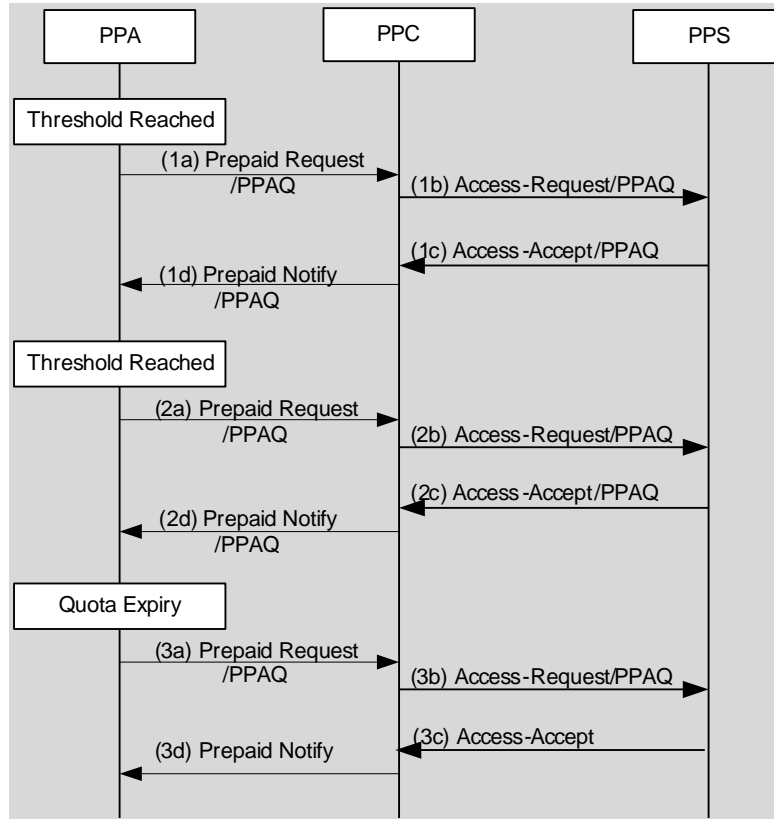 PPA
PPC
PPS
Threshold Reached
(1a) Prepaid Request
/PPAQ
(1b) Access-Request/PPAQ
(1c) Access-Accept/PPAQ
(1d) Prepaid Notify
/PPAQ
Threshold Reached
(2a) Prepaid Request
/PPAQ
(2b) Access-Request/PPAQ
(2c) Access-Accept/PPAQ
(2d) Prepaid Notify
/PPAQ
Quota Expiry
(3a) Prepaid Request
/PPAQ
(3b) Access-Request/PPAQ
(3c) Access-Accept
(3d) Prepaid Notify